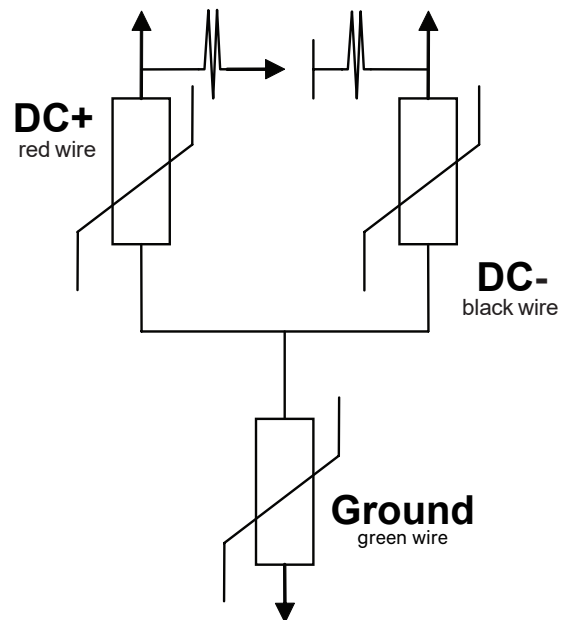 DC+
red wire
DC-
black wire
Ground
green wire